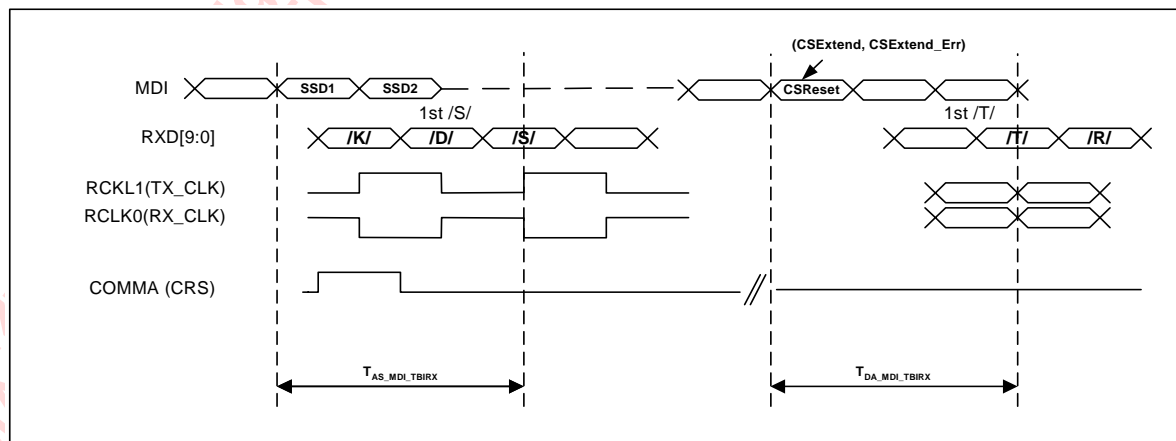 (CSExtend, CSExtend_Err)
MDI SSD1 SSD2 CSReset
1st /S/ 1st /T/
RXD[9:0] /K/ /D/ /S/ /T/ /R/
RCKL1(TX_CLK)
RCLK0(RX_CLK)
COMMA (CRS)
TAS_MDI_TBIRX TDA_MDI_TBIRX